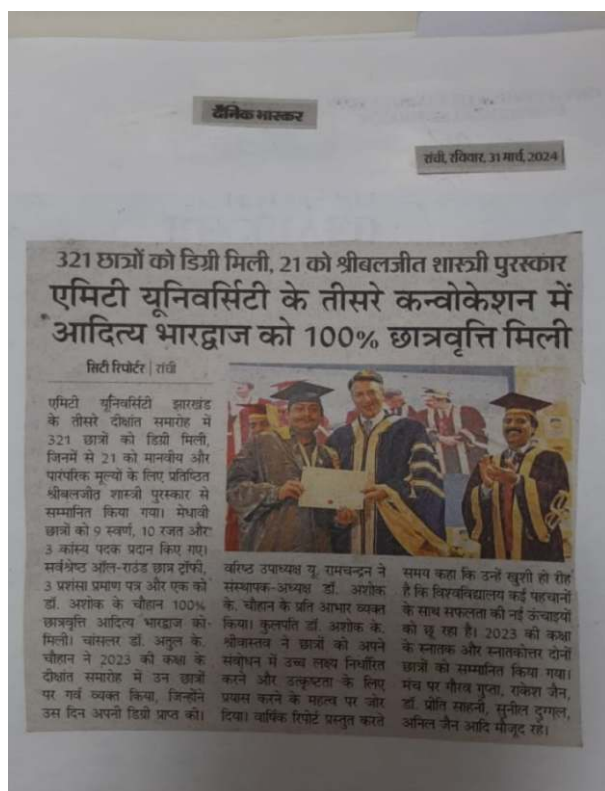 दैनिक भास्कर
रांची, रविवार, 31 मार्च, 2024
321 छात्रों को डिग्री मिली, 21 को श्रीबलजीत शास्त्री पुरस्कार
एमिटी यूनिवर्सिटी के तीसरे कन्वोकेशन में
आदित्य भारद्वाज को 100% छात्रवृत्ति मिली
सिटी रिपोर्टर | रांची
एमिटी यूनिवर्सिटी झारखंड
के तीसरे दीक्षांत समारोह में
321 छात्रों को डिग्री मिली,
जिनमें से 21 को मानवीय और
पारंपरिक मूल्यों के लिए प्रतिष्ठित
श्रीबलजीत शास्त्री पुरस्कार से
सम्मानित किया गया। मेधावी
छात्रों को 9 स्वर्ण, 10 रजत और
3 कांस्य पदक प्रदान किए गए।
सर्वश्रेष्ठ ऑल-राउंड छात्र ट्रॉफी,
3 प्रशंसा प्रमाण पत्र और एक को
डॉ. अशोक के चौहान 100%
छात्रवृत्ति आदित्य भारद्वाज को
मिली। चांसलर डॉ. अतुल के.
चौहान ने 2023 की कक्षा के
दीक्षांत समारोह में उन छात्रों
पर गर्व व्यक्त किया, जिन्होंने
उस दिन अपनी डिग्री प्राप्त की।
वरिष्ठ उपाध्यक्ष यू. रामचन्द्रन ने
संस्थापक-अध्यक्ष डॉ. अशोक
के. चौहान के प्रति आभार व्यक्त
किया। कुलपति डॉ. अशोक के.
श्रीवास्तव ने छात्रों को अपने
संबोधन में उच्च लक्ष्य निर्धारित
करने और उत्कृष्टता के लिए
प्रयास करने के महत्व पर जोर
दिया। वार्षिक रिपोर्ट प्रस्तुत करते
समय कहा कि उन्हें खुशी हो रीह
है कि विश्वविद्यालय कई पहचानों
के साथ सफलता की नई ऊंचाइयों
को छू रहा है। 2023 की कक्षा
के स्नातक और स्नातकोत्तर दोनों
छात्रों को सम्मानित किया गया।
मंच पर गौरव गुप्ता, राकेश जैन,
डॉ. प्रीति साहनी, सुनील दुग्गल,
अनिल जैन आदि मौजूद रहे।